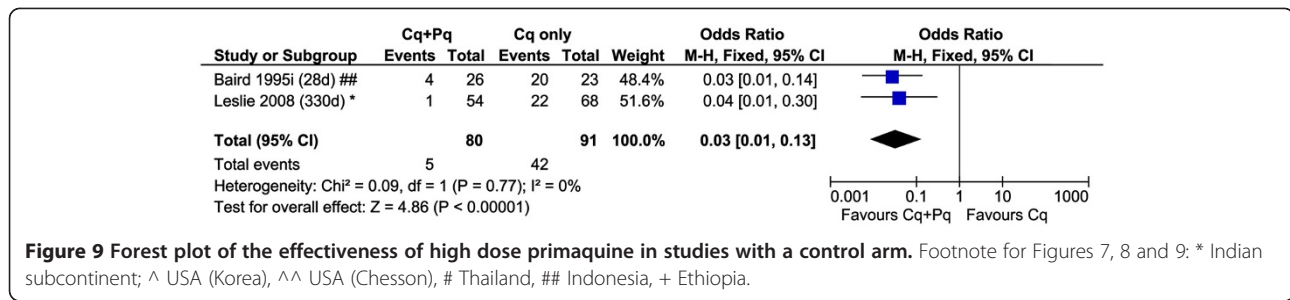 Cq+Pq Cq only Odds Ratio Odds Ratio
Study or Subgroup Events Total Events Total Weight M-H, Fixed, 95% CI M-H, Fixed, 95% CI
Baird 1995i (28d) ## 4 26 20 23 48.4% 0.03 [0.01, 0.14]
Leslie 2008 (330d) * 1 54 22 68 51.6% 0.04 [0.01, 0.30]
Total (95% CI) 80 91 100.0% 0.03 [0.01, 0.13]
Total events 5 42
Heterogeneity: Chi² = 0.09, df = 1 (P = 0.77); I² = 0%
Test for overall effect: Z = 4.86 (P < 0.00001)
0.001 0.1 1 10 1000
Favours Cq+Pq Favours Cq
Figure 9 Forest plot of the effectiveness of high dose primaquine in studies with a control arm. Footnote for Figures 7, 8 and 9: * Indian
subcontinent; ^ USA (Korea), ^^ USA (Chesson), # Thailand, ## Indonesia, + Ethiopia.